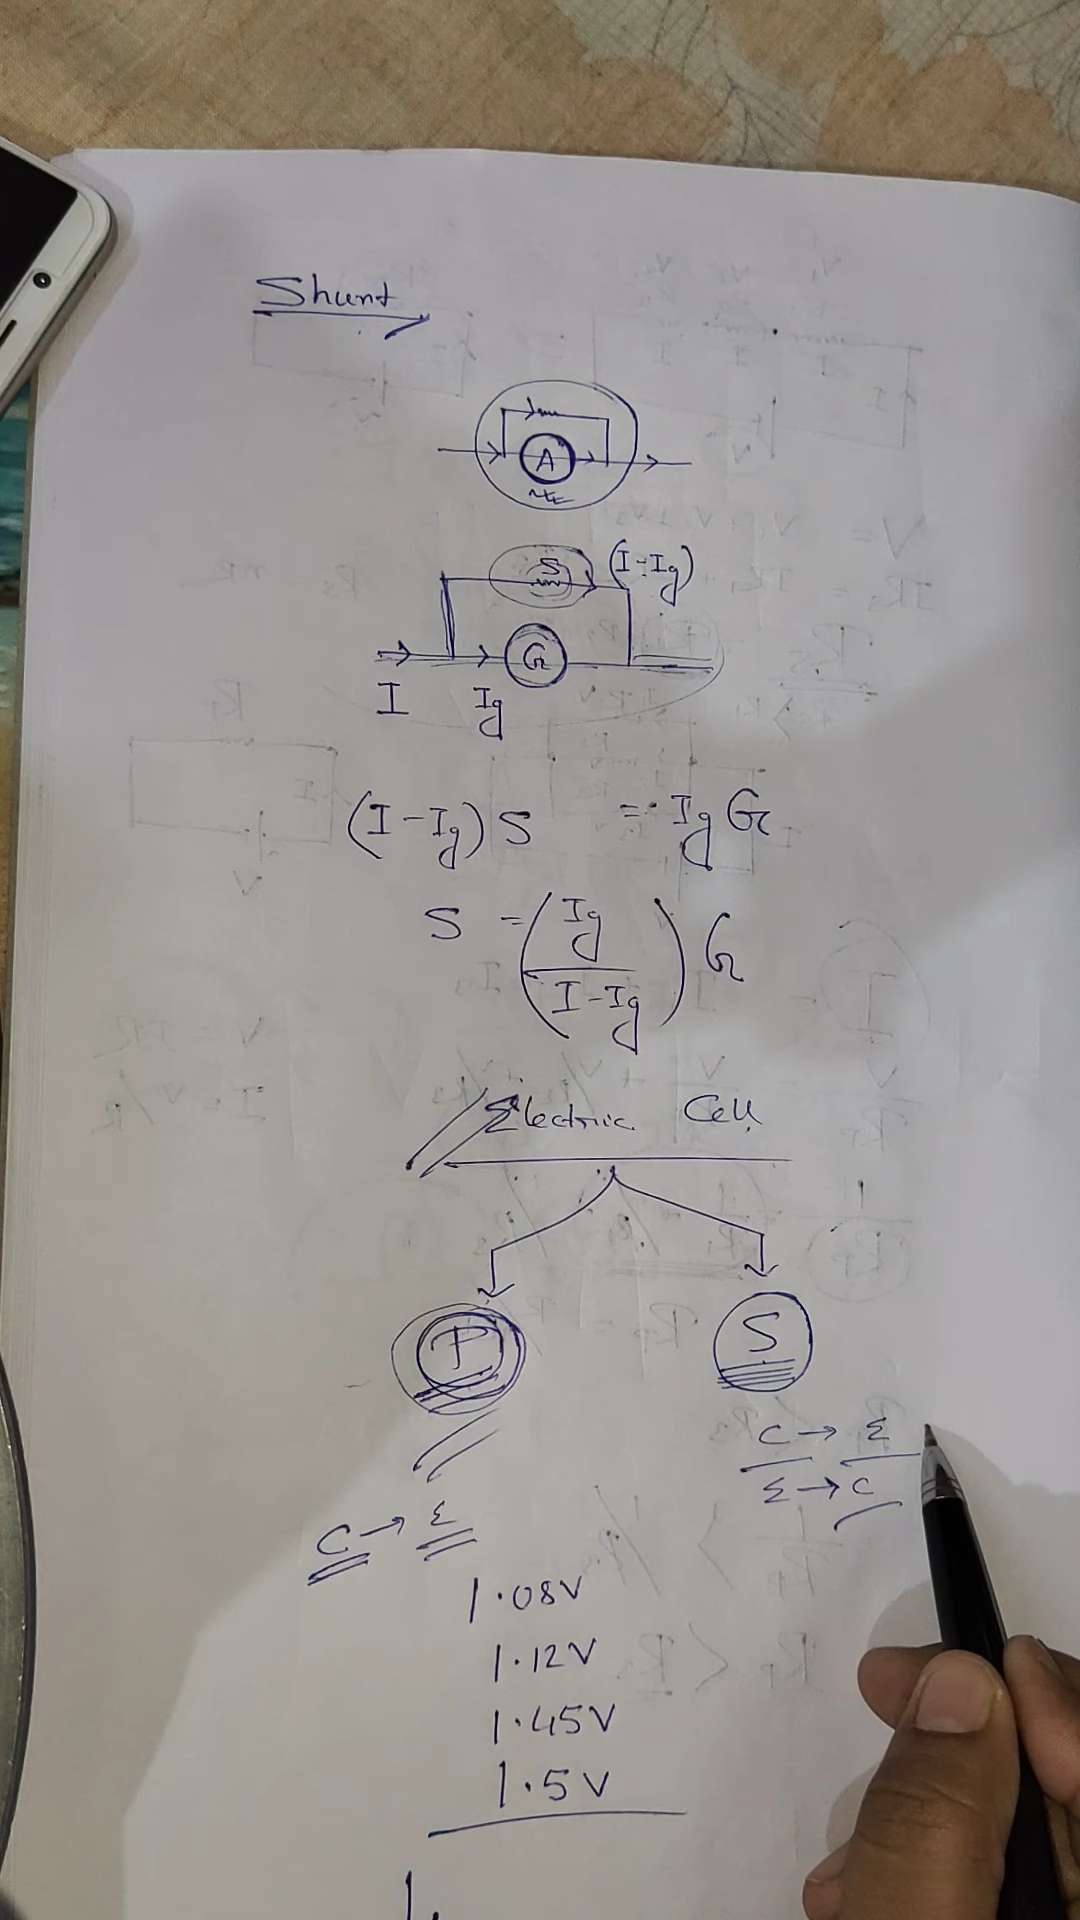 Shunt
A
S (I-Ig)
G
I Ig
(I-Ig) S = Ig G
S = (Ig / I-Ig) G
Electric Cell
P S
C → E
E → C
C → E
1.08V
1.12V
1.45V
1.5V